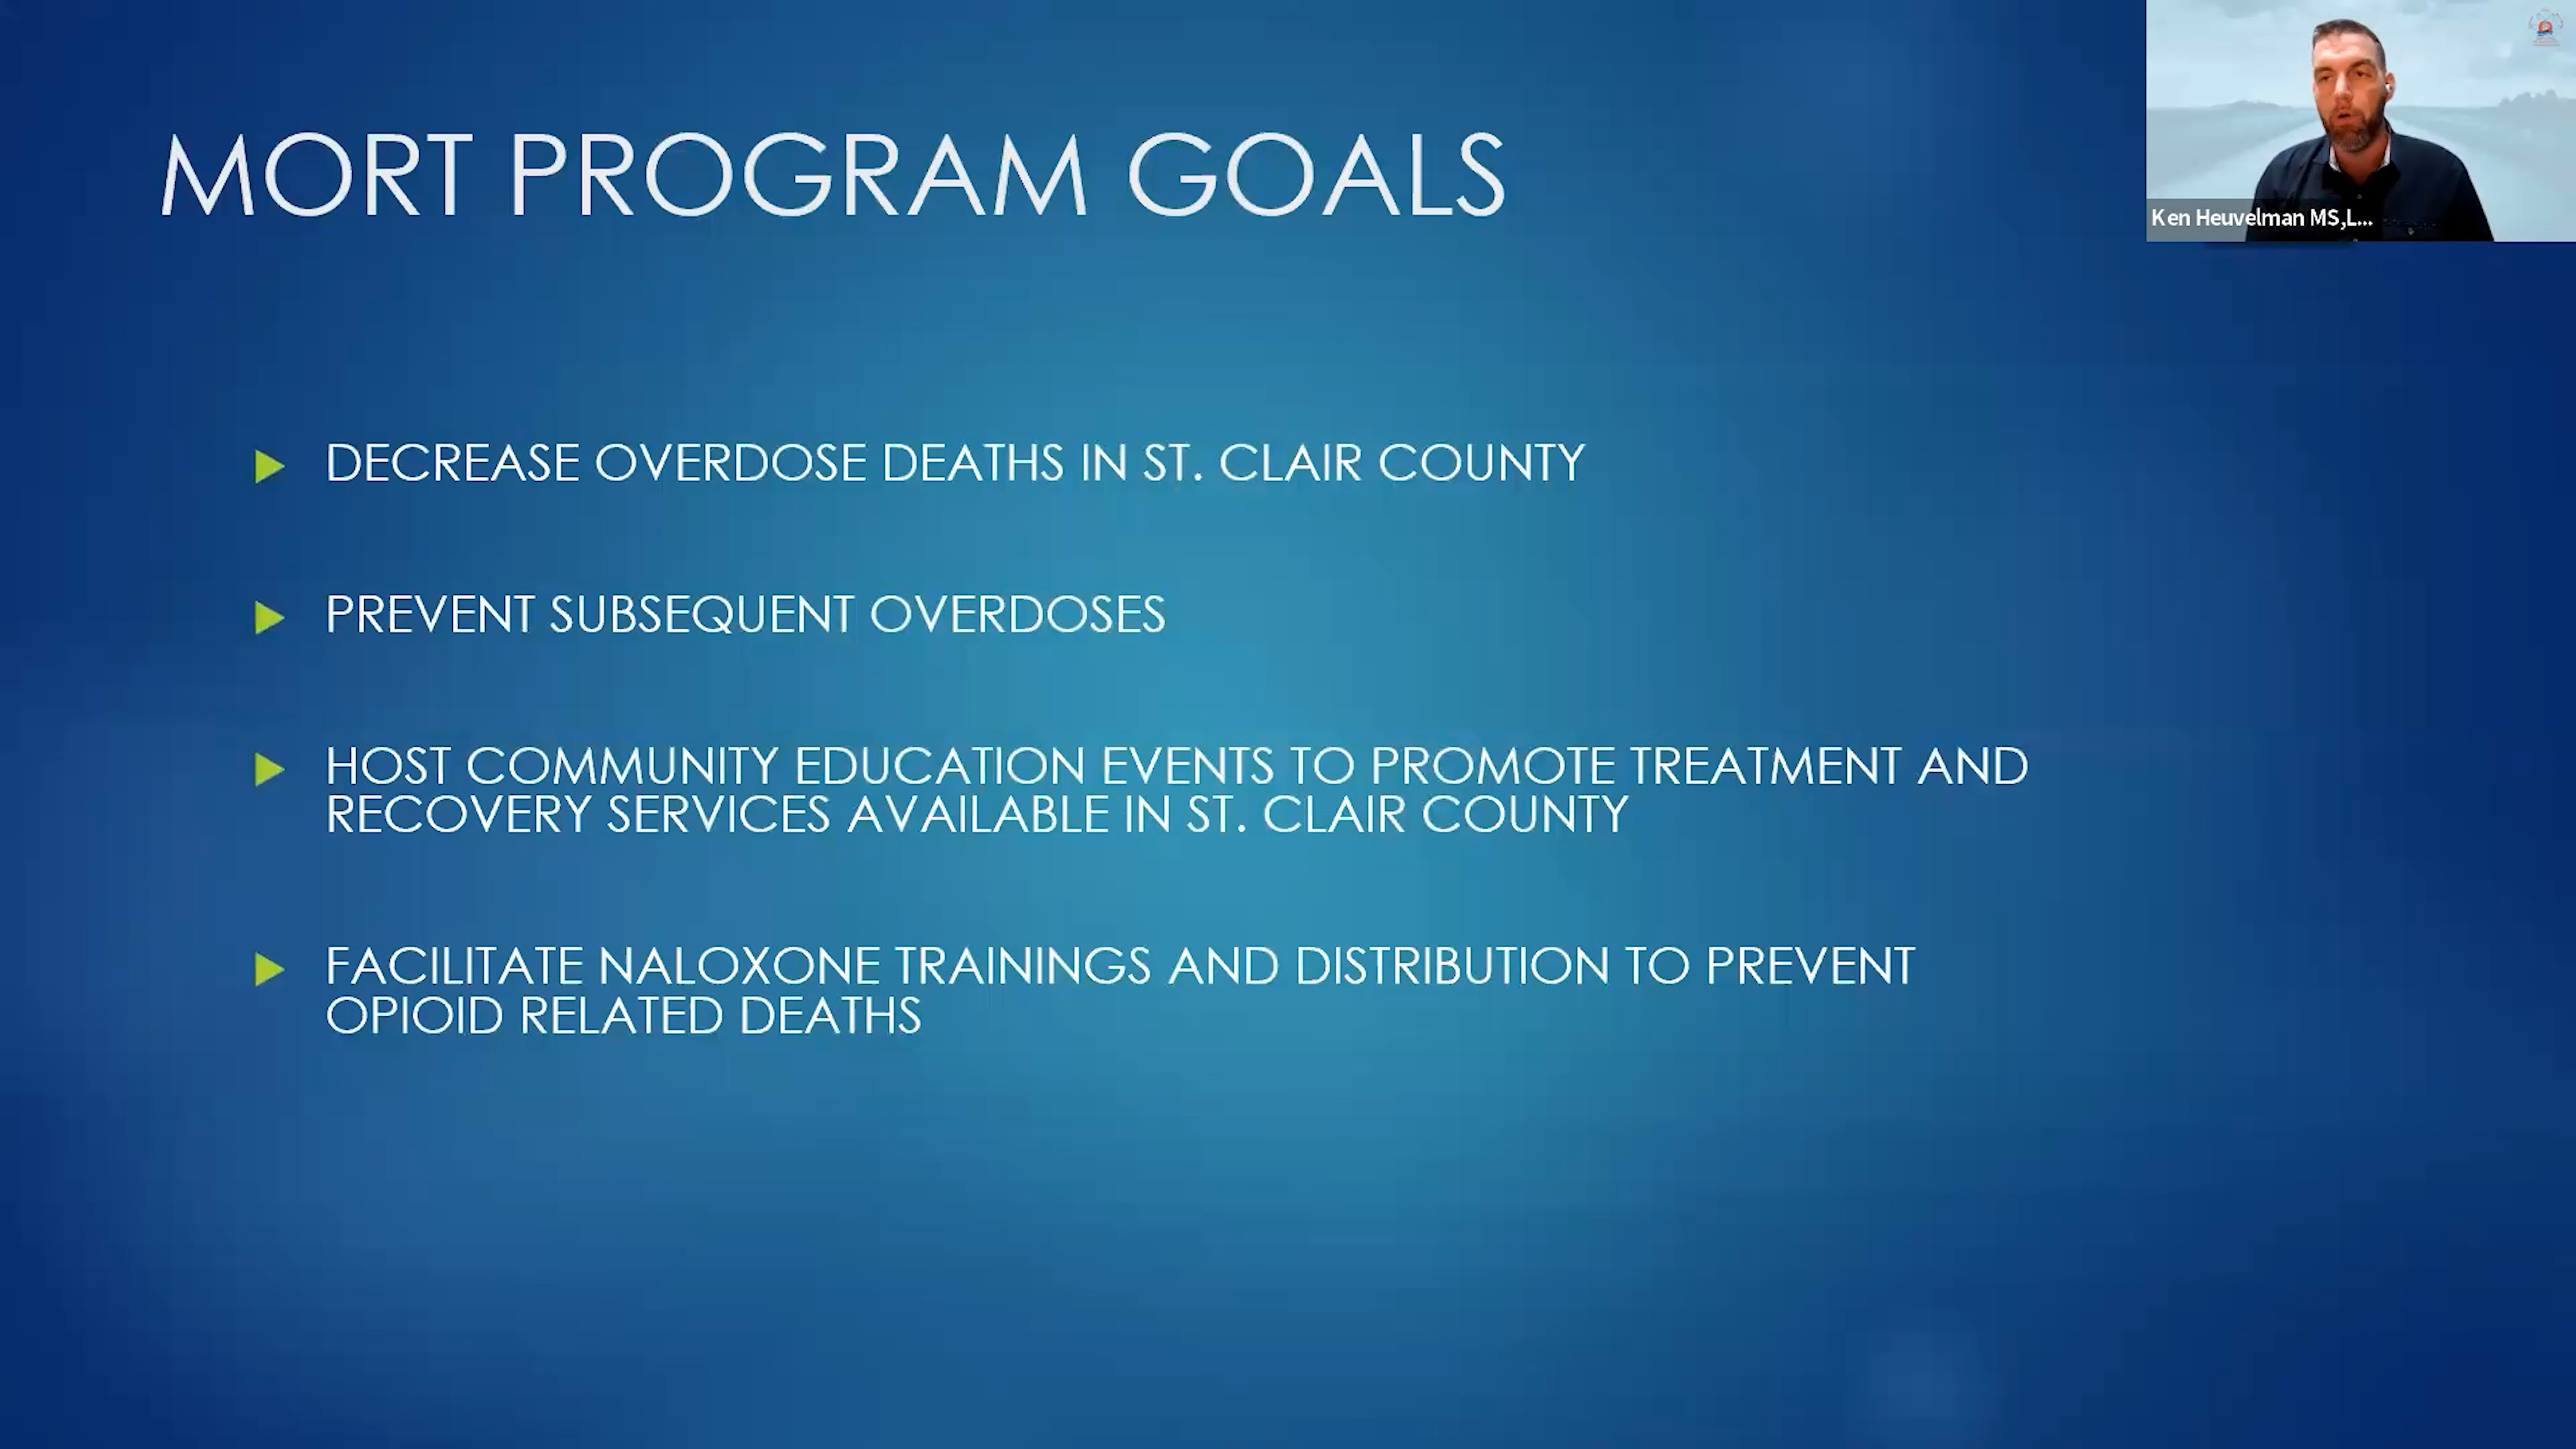 MORT PROGRAM GOALS
Ken Heuvelman MS,L...
DECREASE OVERDOSE DEATHS IN ST. CLAIR COUNTY
PREVENT SUBSEQUENT OVERDOSES
HOST COMMUNITY EDUCATION EVENTS TO PROMOTE TREATMENT AND
RECOVERY SERVICES AVAILABLE IN ST. CLAIR COUNTY
FACILITATE NALOXONE TRAININGS AND DISTRIBUTION TO PREVENT
OPIOID RELATED DEATHS